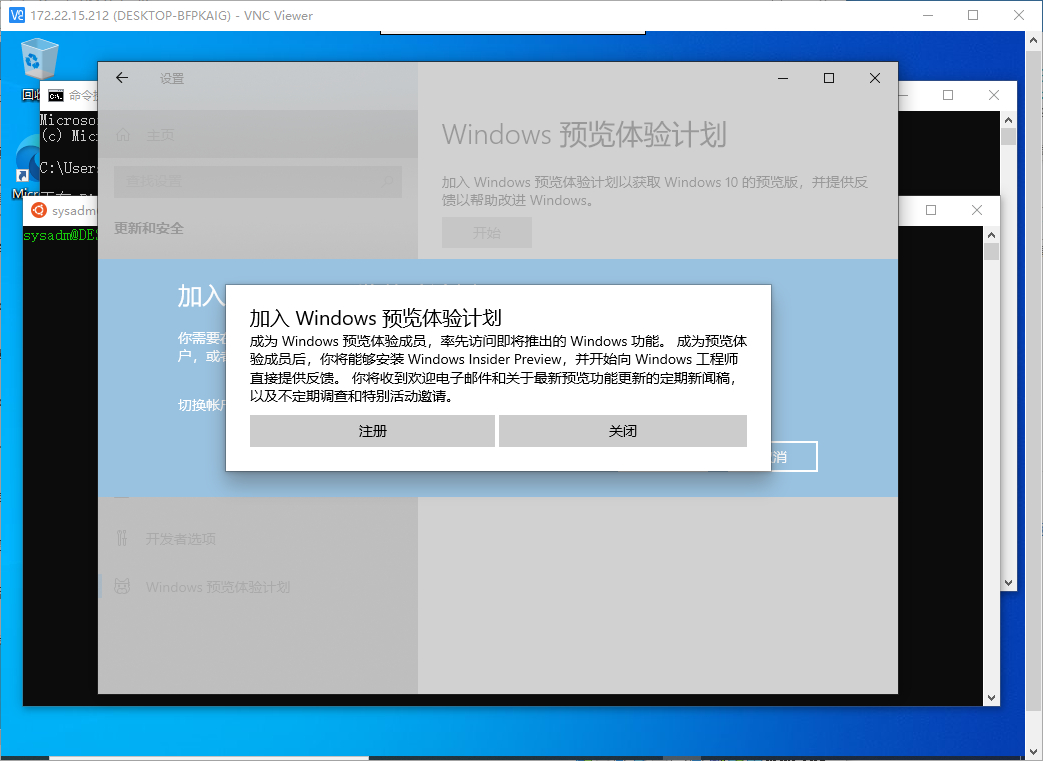 172.22.15.212 (DESKTOP-BFPKAIG) - VNC Viewer
设置
命令
Microso
(c) Mic
主页
C:\User
查找设置
Windows 预览体验计划
加入 Windows 预览体验计划以获取 Windows 10 的预览版，并提供反
馈以帮助改进 Windows。
更新和安全
开始
sysadm
sysadm@DES
加入
你需要
户，或
切换帐户
加入 Windows 预览体验计划
成为 Windows 预览体验成员，率先访问即将推出的 Windows 功能。 成为预览体
验成员后，你将能够安装 Windows Insider Preview，并开始向 Windows 工程师
直接提供反馈。 你将收到欢迎电子邮件和关于最新预览功能更新的定期新闻稿，
以及不定期调查和特别活动邀请。
注册
关闭
消
开发者选项
Windows 预览体验计划